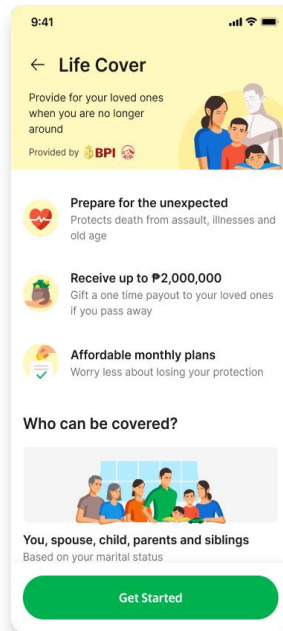 9:41
Life Cover
Provide for your loved ones
when you are no longer
around
Provided by BPI
Prepare for the unexpected
Protects death from assault, illnesses and
old age
Receive up to ₱2,000,000
Gift a one time payout to your loved ones
if you pass away
Affordable monthly plans
Worry less about losing your protection
Who can be covered?
You, spouse, child, parents and siblings
Based on your marital status
Get Started